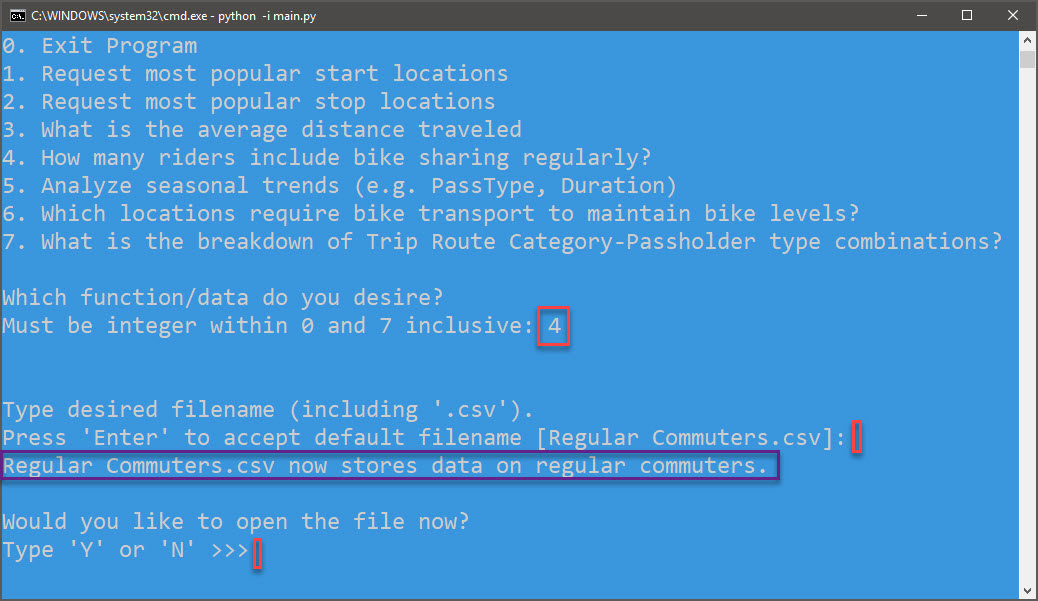 C:\WINDOWS\system32\cmd.exe - python  -i main.py
0. Exit Program
1. Request most popular start locations
2. Request most popular stop locations
3. What is the average distance traveled
4. How many riders include bike sharing regularly?
5. Analyze seasonal trends (e.g. PassType, Duration)
6. Which locations require bike transport to maintain bike levels?
7. What is the breakdown of Trip Route Category-Passholder type combinations?
Which function/data do you desire?
Must be integer within 0 and 7 inclusive: 4
Type desired filename (including '.csv').
Press 'Enter' to accept default filename [Regular Commuters.csv]:
Regular Commuters.csv now stores data on regular commuters.
Would you like to open the file now?
Type 'Y' or 'N' >>>